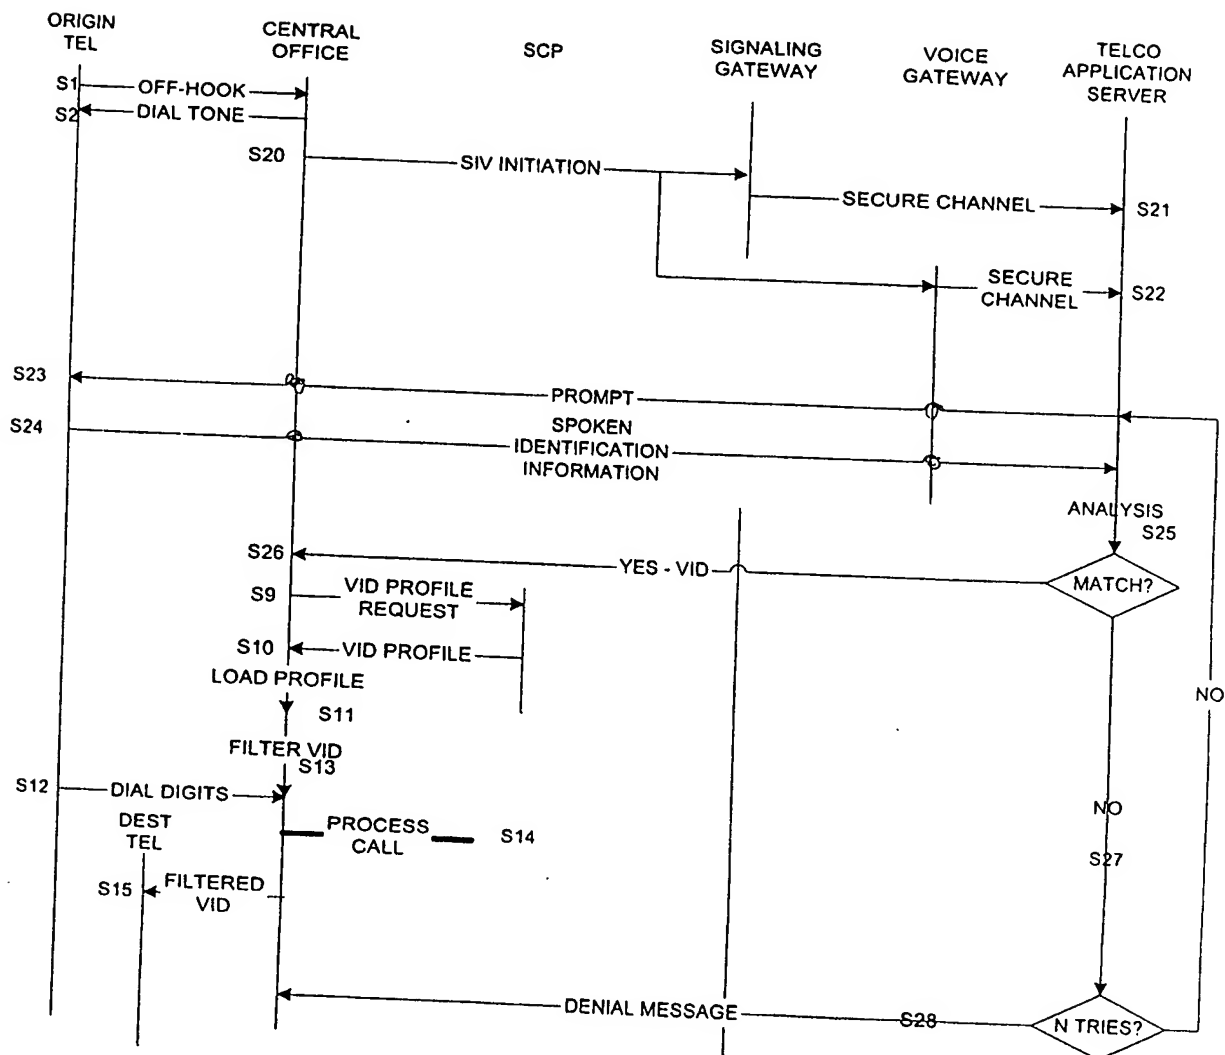 ORIGIN
TEL
CENTRAL
OFFICE
SCP
SIGNALING
GATEWAY
VOICE
GATEWAY
TELCO
APPLICATION
SERVER
S1
OFF-HOOK
S2
DIAL TONE
S20
SIV INITIATION
SECURE CHANNEL
S21
SECURE
CHANNEL
S22
S23
PROMPT
S24
SPOKEN
IDENTIFICATION
INFORMATION
ANALYSIS
S25
S26
YES - VID
MATCH?
S9
VID PROFILE
REQUEST
S10
VID PROFILE
LOAD PROFILE
S11
NO
FILTER VID
S13
S12
DIAL DIGITS
NO
DEST
TEL
PROCESS
CALL
S14
S27
S15
FILTERED
VID
DENIAL MESSAGE
S28
N TRIES?